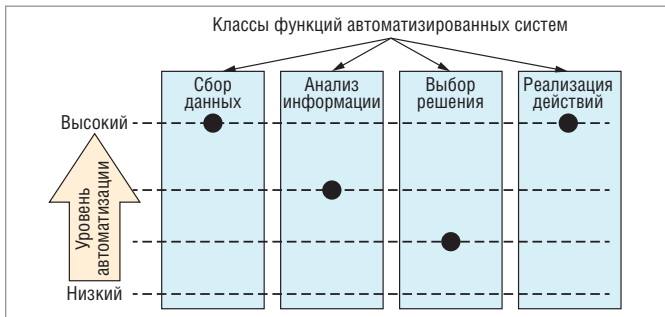 Классы функций автоматизированных систем
Сбор
данных
Анализ
информации
Выбор
решения
Реализация
действий
Высокий
Уровень
автоматизации
Низкий